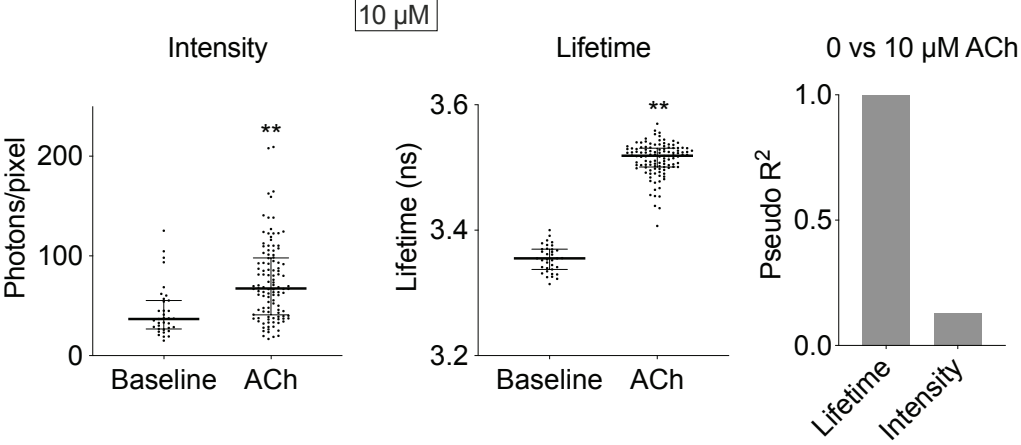 10 µM
Intensity
Photons/pixel
200
100
0
**
Baseline
ACh
Lifetime
Lifetime (ns)
3.6
3.4
3.2
**
Baseline
ACh
0 vs 10 µM ACh
Pseudo R²
1.0
0.5
0.0
Lifetime
Intensity